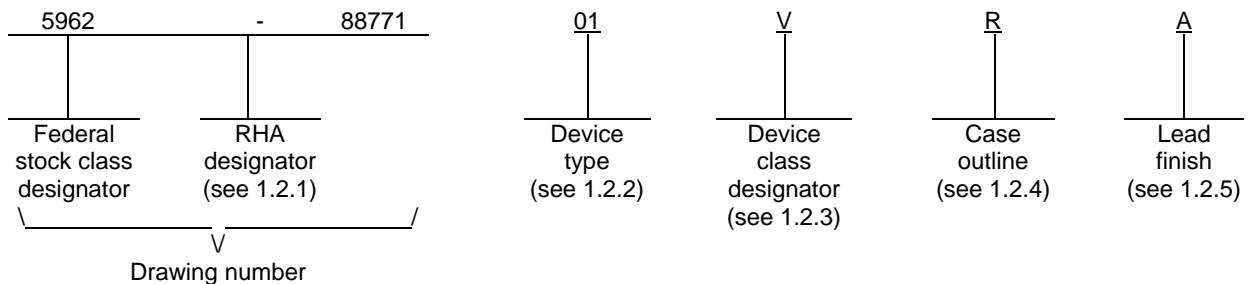 5962 - 88771 01 V R A
Federal stock class designator
RHA designator (see 1.2.1)
Device type (see 1.2.2)
Device class designator (see 1.2.3)
Case outline (see 1.2.4)
Lead finish (see 1.2.5)
\ /
\/
Drawing number